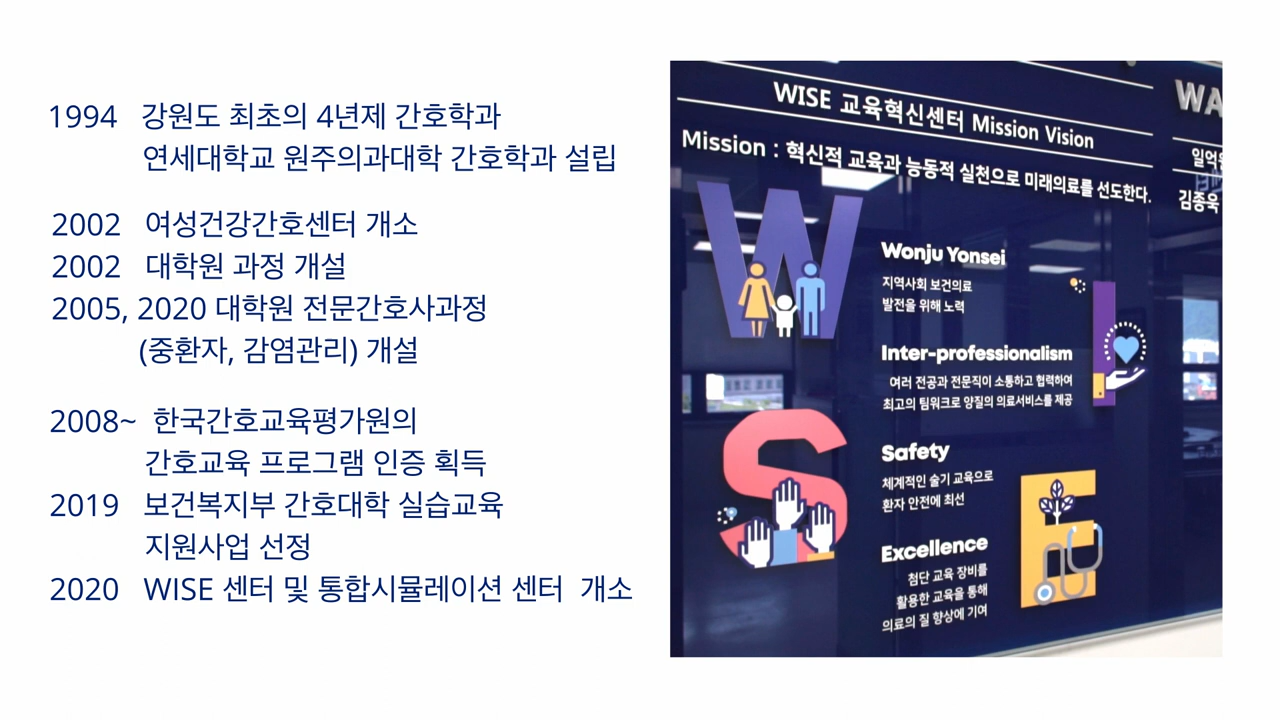 1994 강원도 최초의 4년제 간호학과
연세대학교 원주의과대학 간호학과 설립
2002 여성건강간호센터 개소
2002 대학원 과정 개설
2005, 2020 대학원 전문간호사과정
(중환자, 감염관리) 개설
2008~ 한국간호교육평가원의
간호교육 프로그램 인증 획득
2019 보건복지부 간호대학 실습교육
지원사업 선정
2020 WISE 센터 및 통합시뮬레이션 센터 개소
WISE 교육혁신센터 Mission Vision
Mission : 혁신적 교육과 능동적 실천으로 미래의료를 선도한다.
W
Wonju Yonsei
지역사회 보건의료
발전을 위해 노력
I
Inter-professionalism
여러 전공과 전문직이 소통하고 협력하여
최고의 팀워크로 양질의 의료서비스를 제공
S
Safety
체계적인 술기 교육으로
환자 안전에 최선
E
Excellence
첨단 교육 장비를
활용한 교육을 통해
의료의 질 향상에 기여
WA
김종욱